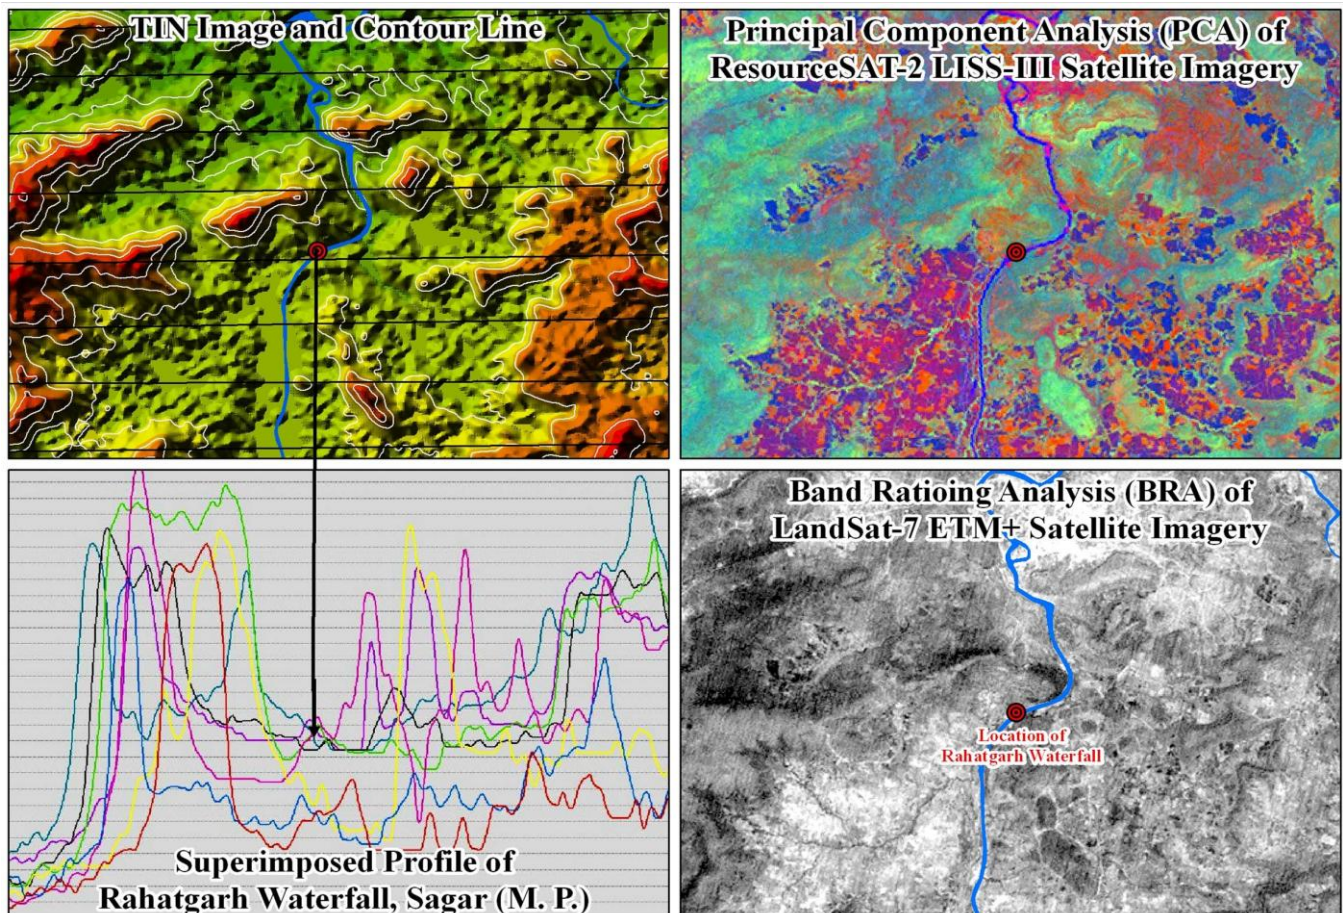 TIN Image and Contour Line
Principal Component Analysis (PCA) of
ResourceSAT-2 LISS-III Satellite Imagery
Superimposed Profile of
Rahatgarh Waterfall, Sagar (M. P.)
Band Ratioing Analysis (BRA) of
LandSat-7 ETM+ Satellite Imagery
Location of
Rahatgarh Waterfall